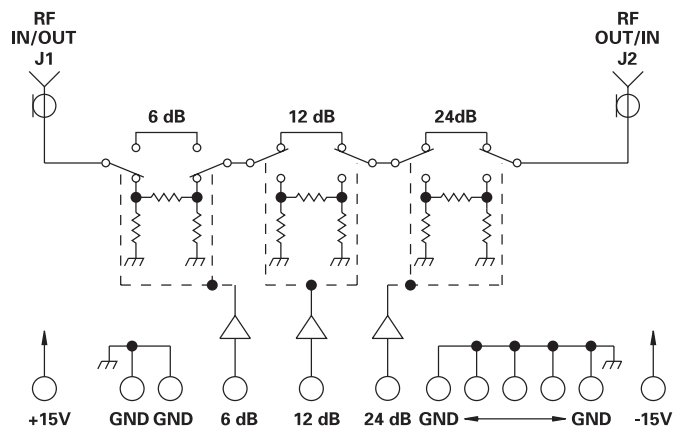 RF
IN/OUT
J1
RF
OUT/IN
J2
6 dB
12 dB
24dB
+15V
GND GND
6 dB
12 dB
24 dB
GND
GND
-15V